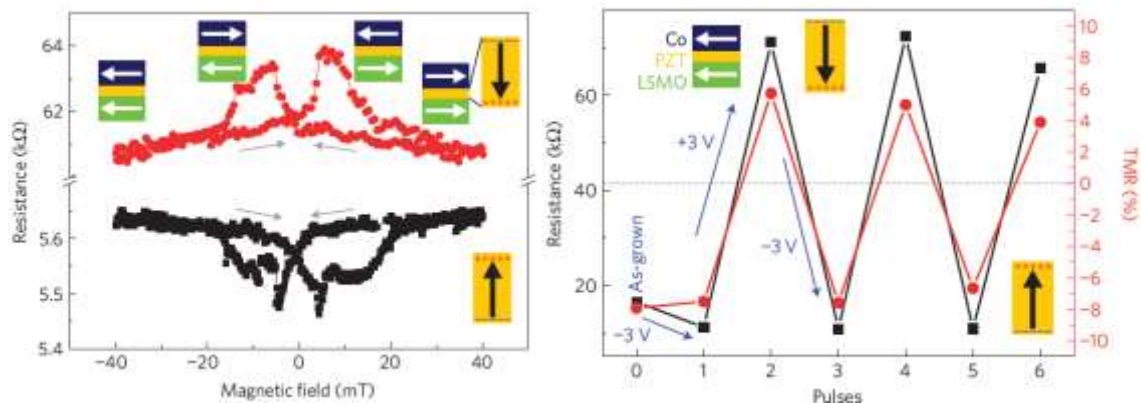 64
62
60
5.6
5.5
5.4
Resistance (kΩ)
−40
−20
0
20
40
Magnetic field (mT)
Co
PZT
LSMO
60
40
20
Resistance (kΩ)
+3 V
−3 V
As-grown
−3 V
10
8
6
4
2
0
−2
−4
−6
−8
−10
TMR (%)
0
1
2
3
4
5
6
Pulses